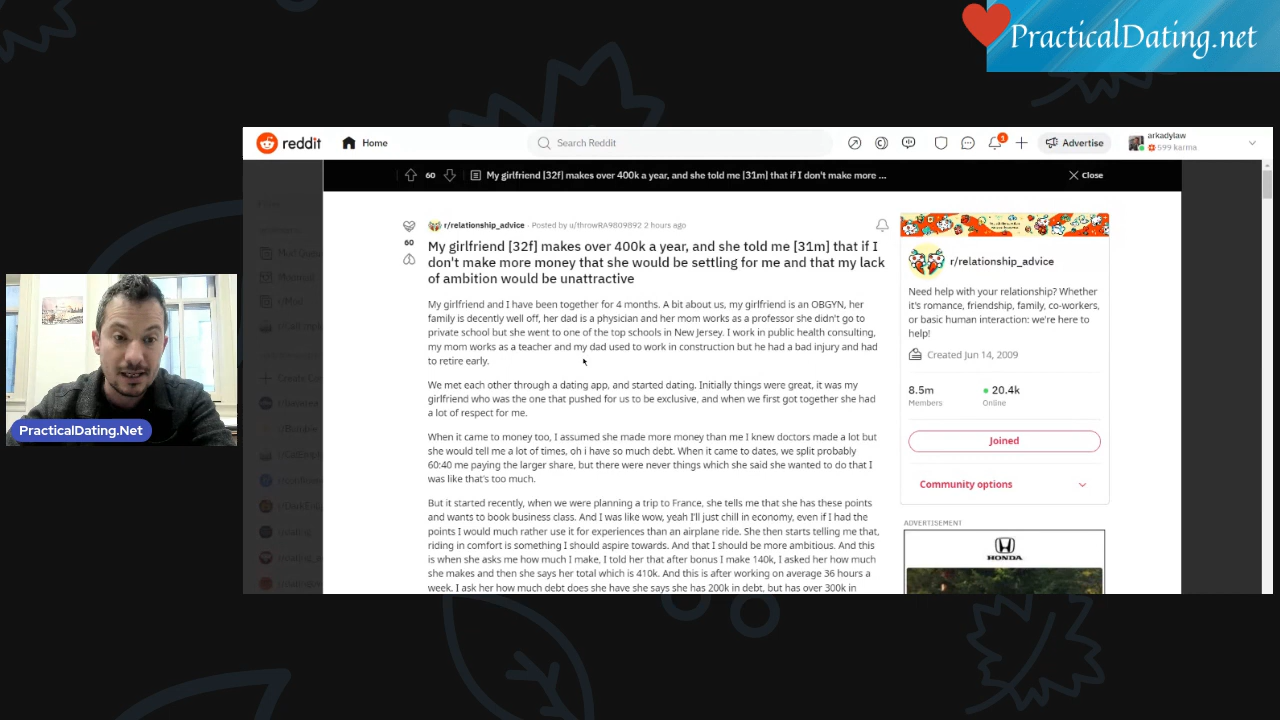 PracticalDating.net
reddit
Home
Search Reddit
1
Advertise
arkadylaw
599 karma
60
My girlfriend [32f] makes over 400k a year, and she told me [31m] that if I don't make more ...
Close
r/relationship_advice · Posted by u/throwRA9809892 2 hours ago
60
My girlfriend [32f] makes over 400k a year, and she told me [31m] that if I
don't make more money that she would be settling for me and that my lack
of ambition would be unattractive
My girlfriend and I have been together for 4 months. A bit about us, my girlfriend is an OBGYN, her
family is decently well off, her dad is a physician and her mom works as a professor she didn't go to
private school but she went to one of the top schools in New Jersey. I work in public health consulting,
my mom works as a teacher and my dad used to work in construction but he had a bad injury and had
to retire early.
We met each other through a dating app, and started dating. Initially things were great, it was my
girlfriend who was the one that pushed for us to be exclusive, and when we first got together she had
a lot of respect for me.
When it came to money too, I assumed she made more money than me I knew doctors made a lot but
she would tell me a lot of times, oh i have so much debt. When it came to dates, we split probably
60:40 me paying the larger share, but there were never things which she said she wanted to do that I
was like that's too much.
But it started recently, when we were planning a trip to France, she tells me that she has these points
and wants to book business class. And I was like wow, yeah I'll just chill in economy, even if I had the
points I would much rather use it for experiences than an airplane ride. She then starts telling me that,
riding in comfort is something I should aspire towards. And that I should be more ambitious. And this
is when she asks me how much I make, I told her that after bonus I make 140k, I asked her how much
she makes and then she says her total which is 410k. And this is after working on average 36 hours a
week. I ask her how much debt does she have she says she has 200k in debt, but has over 300k in
r/relationship_advice
Need help with your relationship? Whether
it's romance, friendship, family, co-workers,
or basic human interaction: we're here to
help!
Created Jun 14, 2009
8.5m
20.4k
Members
Online
Joined
Community options
ADVERTISEMENT
HONDA
PracticalDating.Net